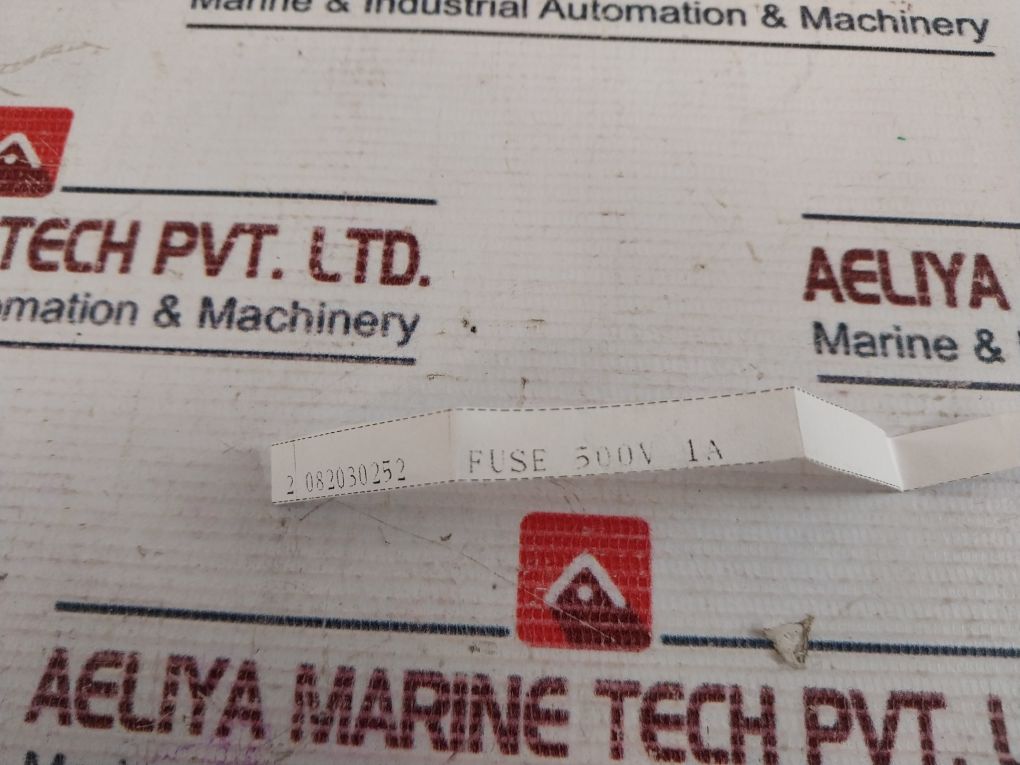 Marine & Industrial Automation & Machinery
TECH PVT. LTD.
omation & Machinery
AELIYA
Marine &
2 082030252 FUSE 500V 1A
AELIYA MARINE TECH PVT. L